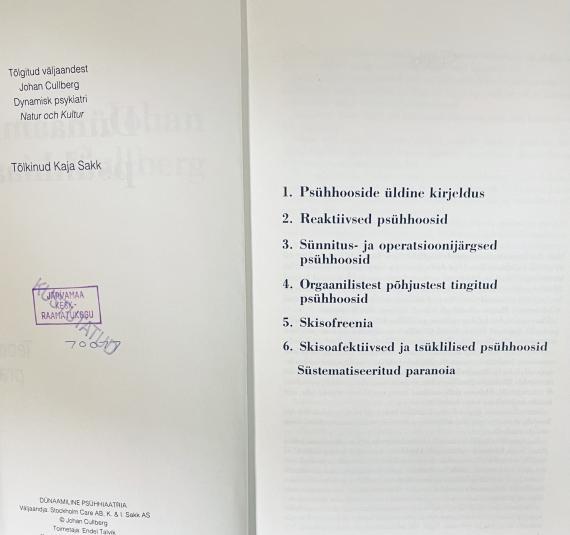 Tõlgitud väljaandest
Johan Cullberg
Dynamisk psykiatri
Natur och Kultur
Tõlkinud Kaja Sakk
JÄRVAMAA
KESK-
RAAMATUKOGU
KUSTUTATUD
DÜNAAMILINE PSÜHHIAATRIA
Väljaandja: Stockholm Care AB, K. & I. Sakk AS
© Johan Cullberg
Toimetaja: Endel Talvik
1. Psühhooside üldine kirjeldus
2. Reaktiivsed psühhoosid
3. Sünnitus- ja operatsioonijärgsed
psühhoosid
4. Orgaanilistest põhjustest tingitud
psühhoosid
5. Skisofreenia
6. Skisoafektiivsed ja tsüklilised psühhoosid
Süstematiseeritud paranoia